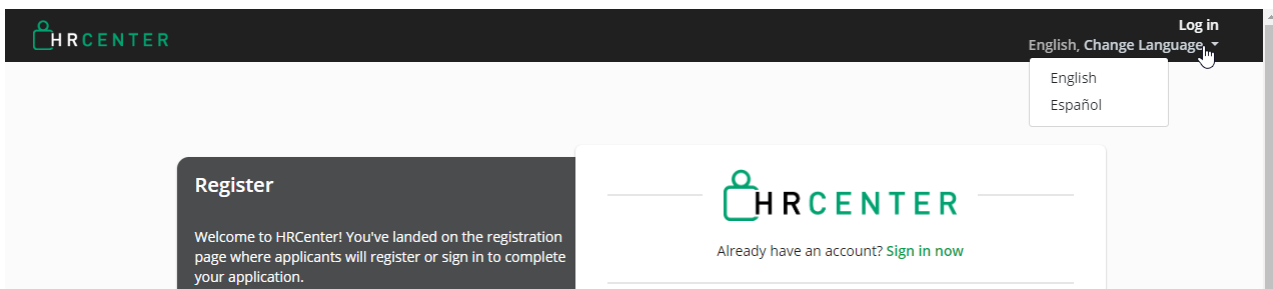 HRCENTER
Log in
English, Change Language
English
Español
Register
Welcome to HRCenter! You've landed on the registration
page where applicants will register or sign in to complete
your application.
HRCENTER
Already have an account? Sign in now